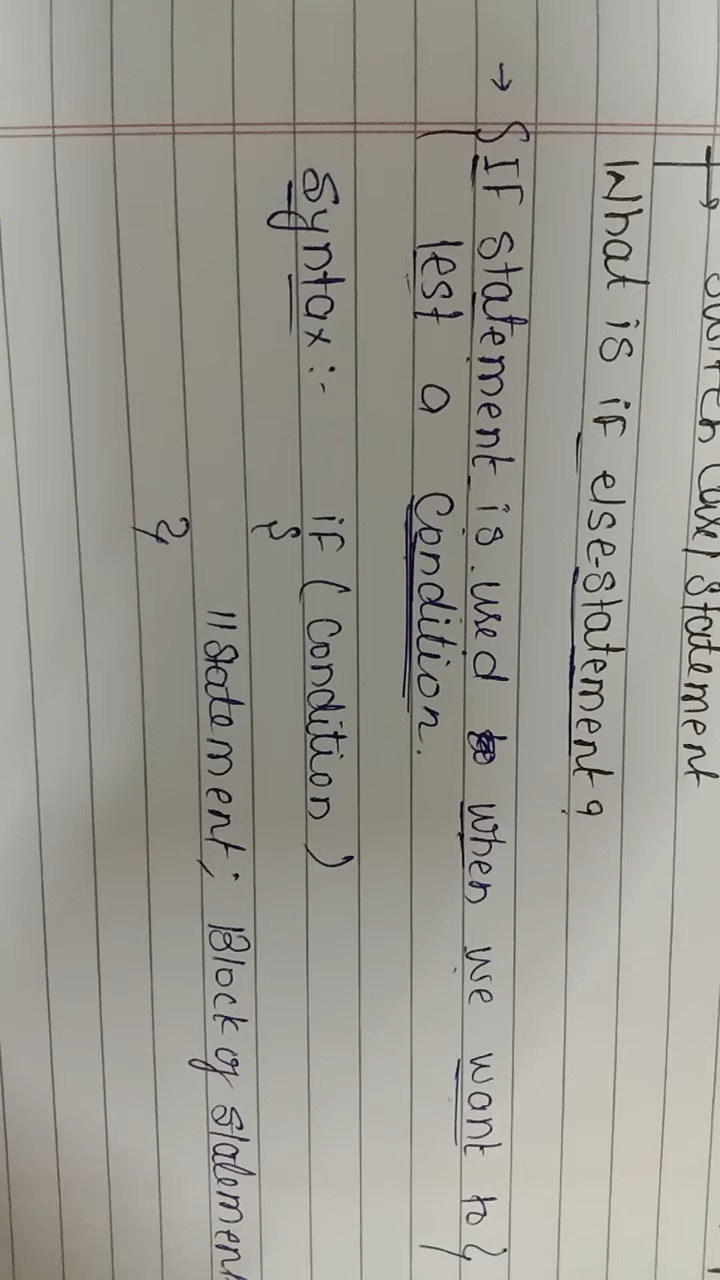 → Switch Case / Statement
What is if else-statement?
→ { IF statement is used when we want to }
test a Condition.
Syntax :- if ( Condition )
{
// Statement ; Block of Statement
}